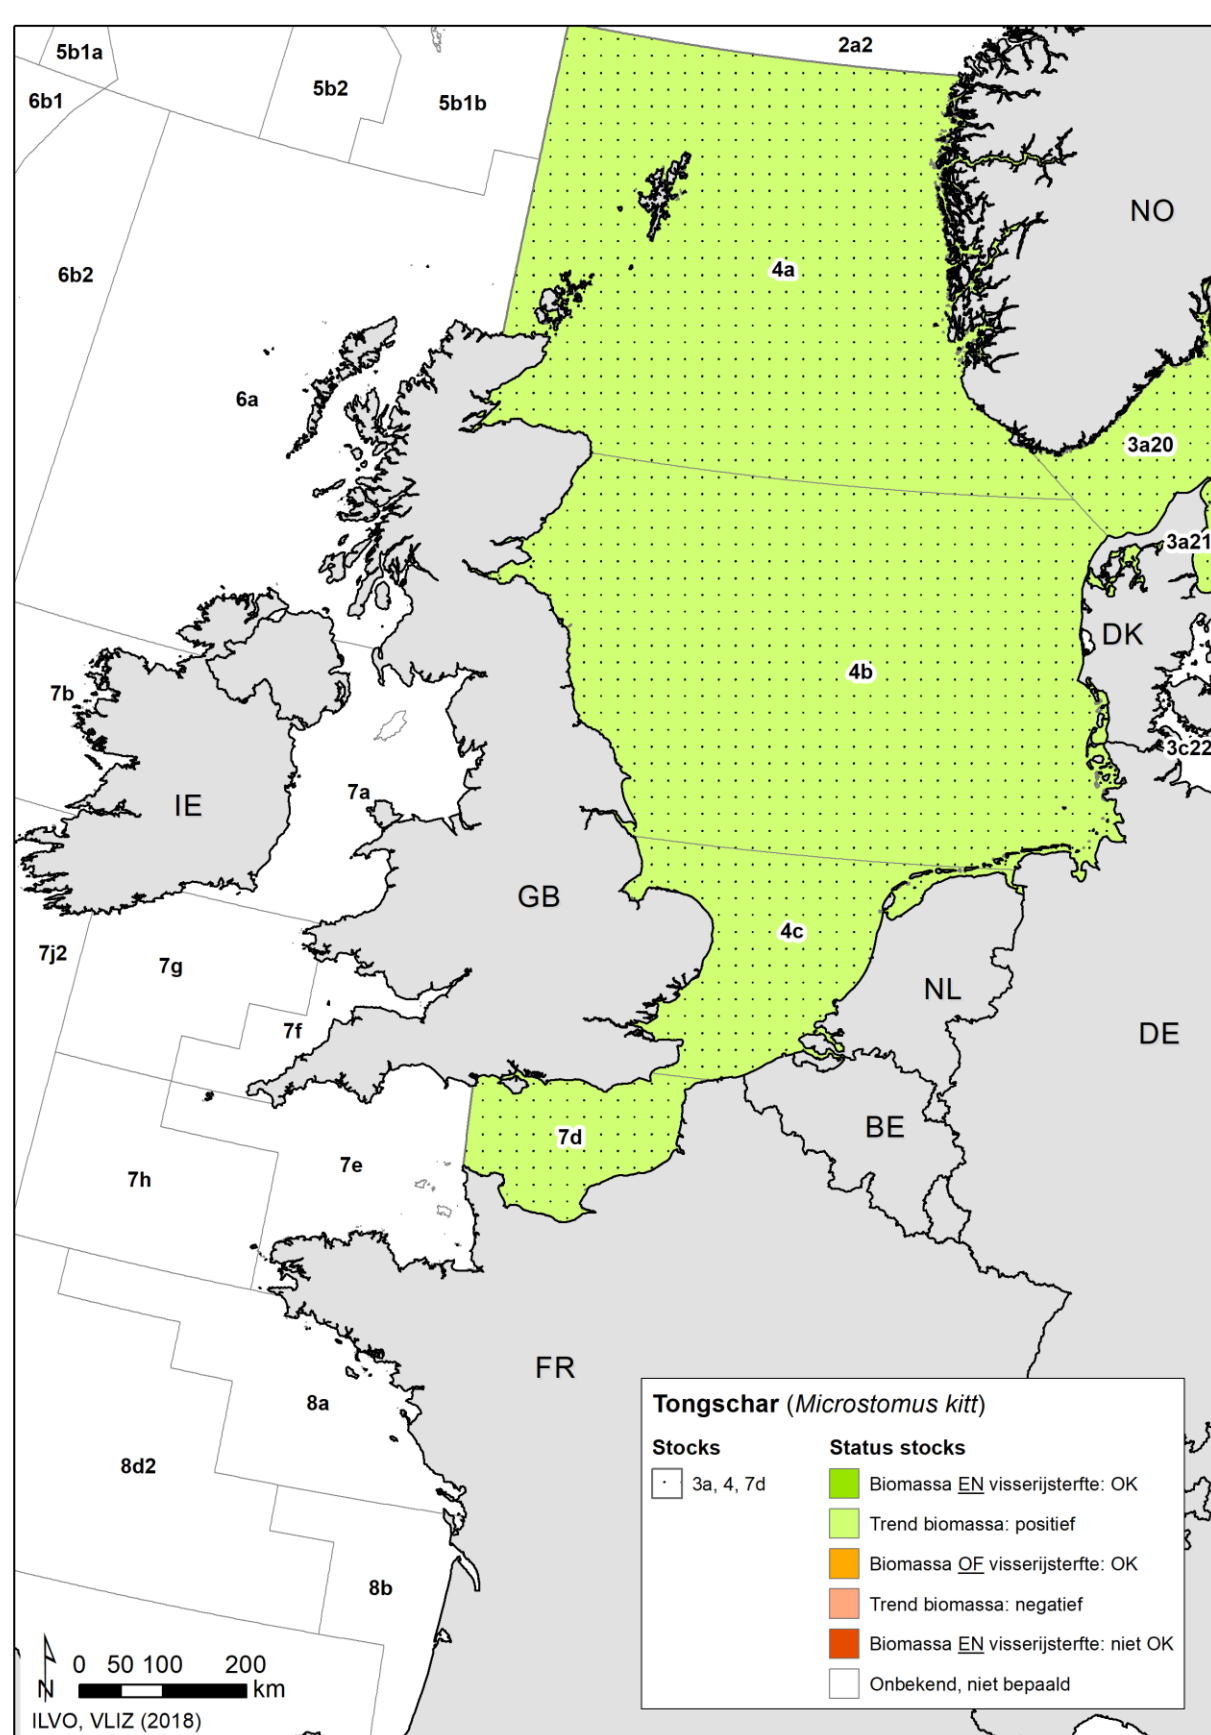 2a2
5b1a
5b2
5b1b
6b1
NO
6b2
4a
6a
3a20
3a21
DK
4b
7b
3c22
7a
IE
GB
4c
7j2
7g
NL
7f
DE
BE
7d
7e
7h
FR
8a
8d2
8b
Tongschar (Microstomus kitt)
Stocks
3a, 4, 7d
Status stocks
Biomassa EN visserijsterfte: OK
Trend biomassa: positief
Biomassa OF visserijsterfte: OK
Trend biomassa: negatief
Biomassa EN visserijsterfte: niet OK
Onbekend, niet bepaald
N
0 50 100 200
km
ILVO, VLIZ (2018)